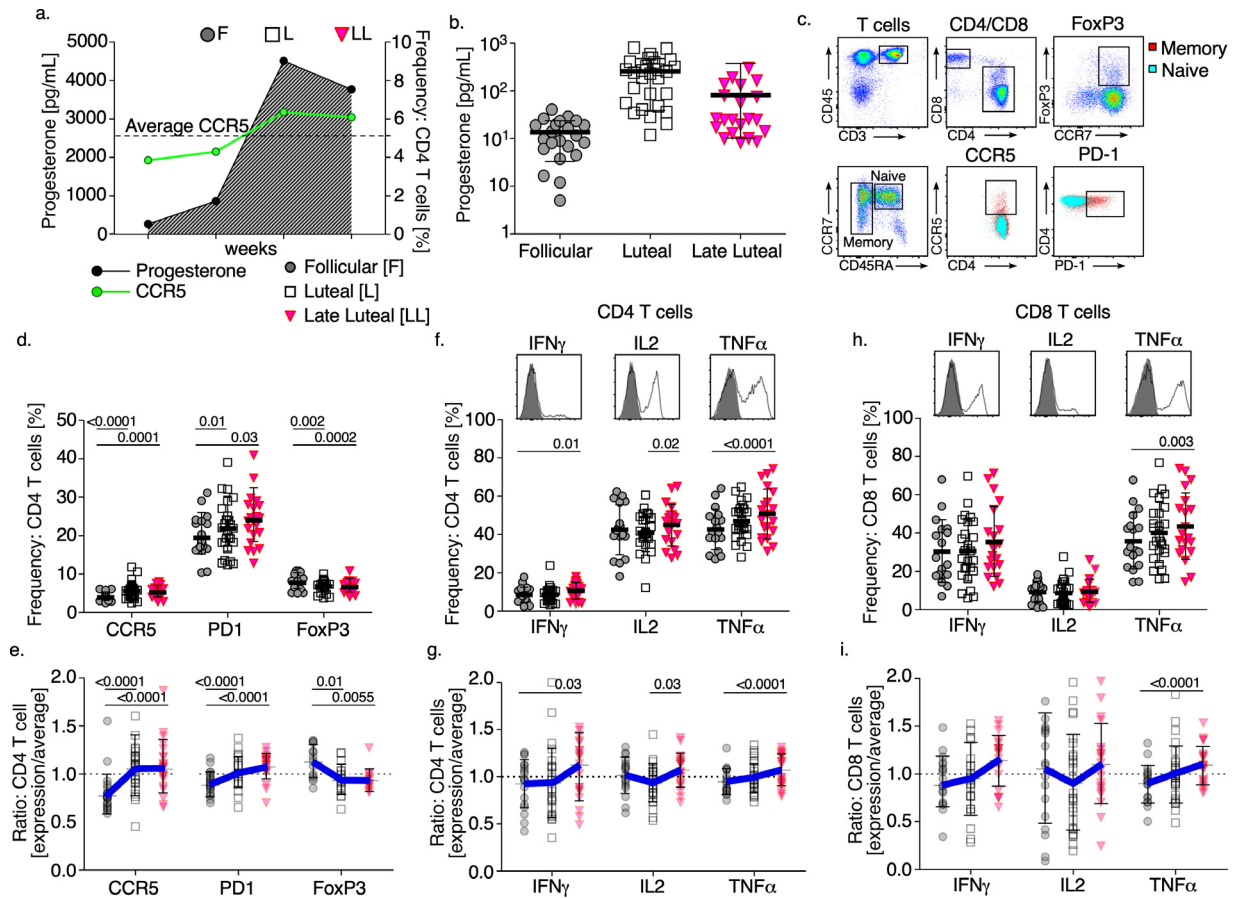 a.
F L LL
Progesterone [pg/mL]
5000
4000
3000
2000
1000
0
Average CCR5
10
8
6
4
2
0
Frequency: CD4 T cells [%]
weeks
Progesterone
CCR5
Follicular [F]
Luteal [L]
Late Luteal [LL]
b.
Progesterone [pg/mL]
10³
10²
10¹
1
Follicular Luteal Late Luteal
c.
T cells CD4/CD8 FoxP3
Memory
Naive
CD45
CD3
CD8
CD4
FoxP3
CCR7
CCR5 PD-1
Naive
Memory
CCR7
CD45RA
CCR5
CD4
CD4
PD-1
d.
Frequency: CD4 T cells [%]
50
40
30
20
10
0
<0.0001 0.01 0.002
0.0001 0.03 0.0002
CCR5 PD1 FoxP3
CD4 T cells
f.
IFNγ IL2 TNFα
Frequency: CD4 T cells [%]
100
80
60
40
20
0
0.01 0.02 <0.0001
IFNγ IL2 TNFα
CD8 T cells
h.
IFNγ IL2 TNFα
Frequency: CD8 T cells [%]
100
80
60
40
20
0
0.003
IFNγ IL2 TNFα
e.
Ratio: CD4 T cell
[expression/average]
2.0
1.5
1.0
0.5
0.0
<0.0001 <0.0001 0.01
<0.0001 <0.0001 0.0055
CCR5 PD1 FoxP3
g.
Ratio: CD4 T cells
[expression/average]
2.0
1.5
1.0
0.5
0.0
0.03 0.03 <0.0001
IFNγ IL2 TNFα
i.
Ratio: CD8 T cells
[expression/average]
2.0
1.5
1.0
0.5
0.0
<0.0001
IFNγ IL2 TNFα